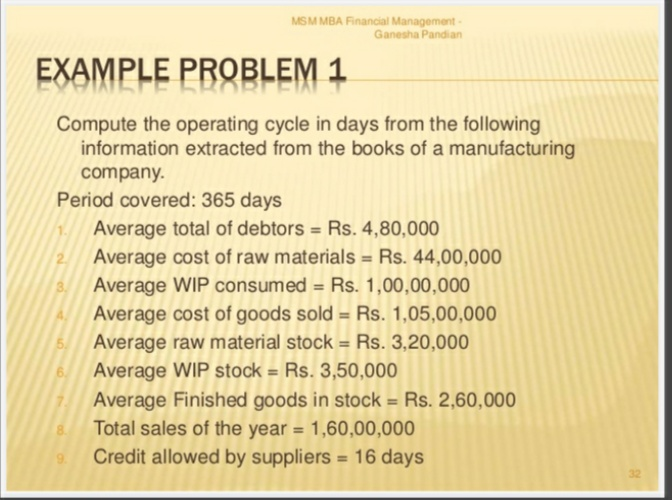 MSM MBA Financial Management -
Ganesha Pandian
EXAMPLE PROBLEM 1
Compute the operating cycle in days from the following
information extracted from the books of a manufacturing
company.
Period covered: 365 days
1. Average total of debtors = Rs. 4,80,000
2. Average cost of raw materials = Rs. 44,00,000
3. Average WIP consumed = Rs. 1,00,00,000
4. Average cost of goods sold = Rs. 1,05,00,000
5. Average raw material stock = Rs. 3,20,000
6. Average WIP stock = Rs. 3,50,000
7. Average Finished goods in stock = Rs. 2,60,000
8. Total sales of the year = 1,60,00,000
9. Credit allowed by suppliers = 16 days
32